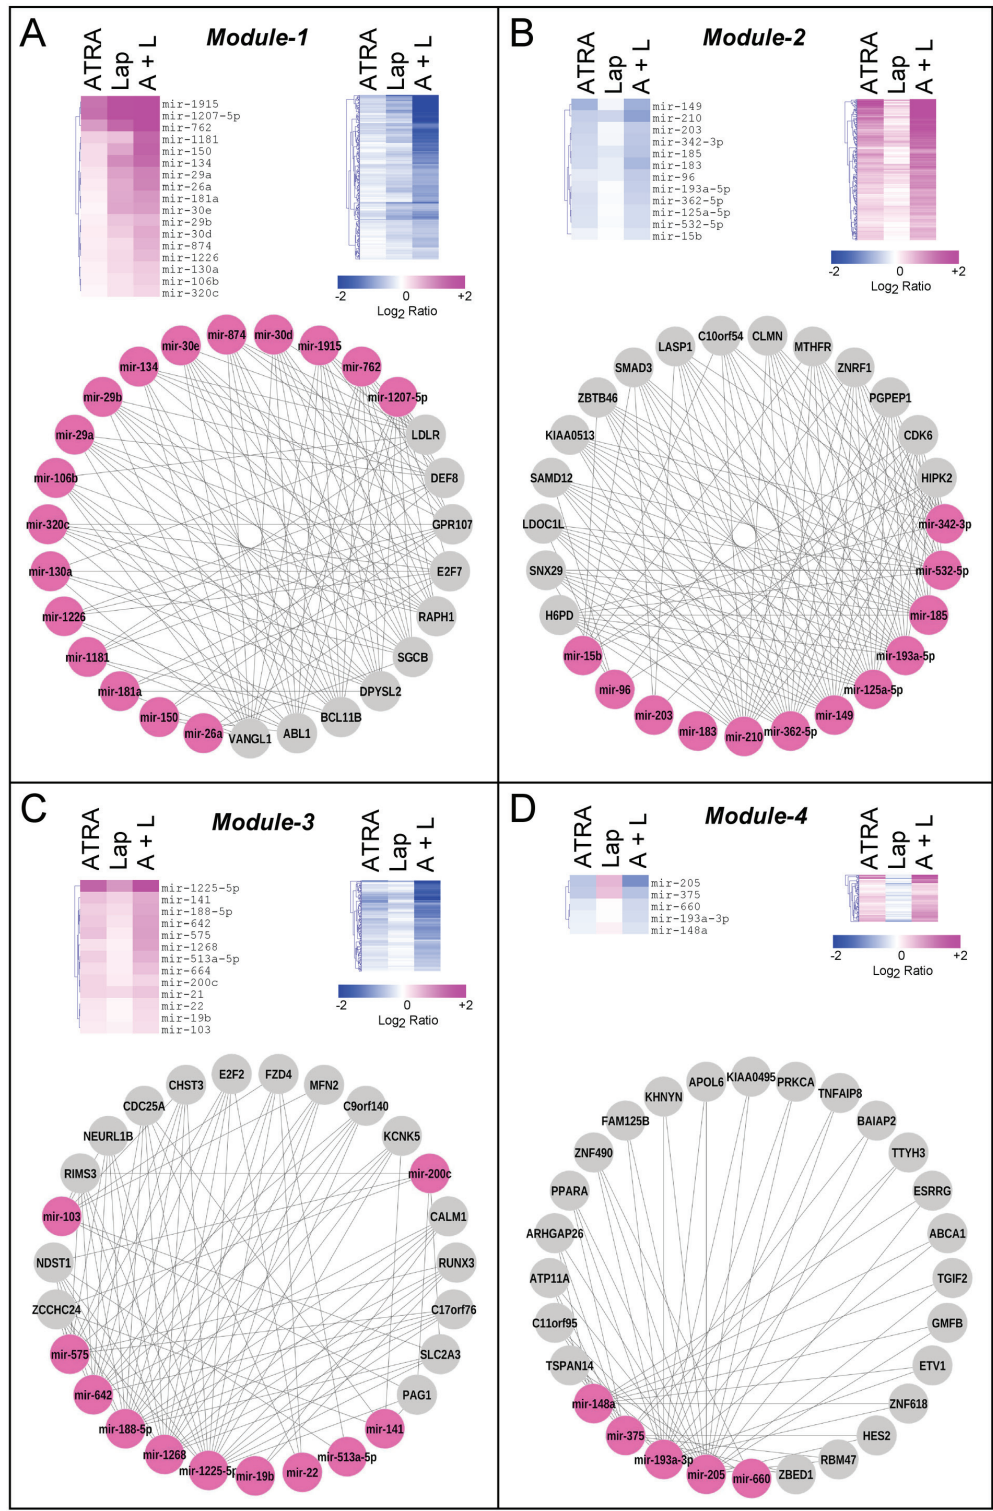 A
Module-1
ATRA
Lap
A + L
ATRA
Lap
A + L
mir-1915
mir-1207-5p
mir-762
mir-1181
mir-150
mir-134
mir-29a
mir-26a
mir-181a
mir-30e
mir-29b
mir-30d
mir-874
mir-1226
mir-130a
mir-106b
mir-320c
-2
0
+2
Log2 Ratio
mir-874
mir-30d
mir-1915
mir-762
mir-1207-5p
LDLR
DEF8
GPR107
E2F7
RAPH1
SGCB
DPYSL2
BCL11B
ABL1
VANGL1
mir-26a
mir-150
mir-181a
mir-1181
mir-1226
mir-130a
mir-320c
mir-106b
mir-29a
mir-29b
mir-134
mir-30e
B
Module-2
ATRA
Lap
A + L
ATRA
Lap
A + L
mir-149
mir-210
mir-203
mir-342-3p
mir-185
mir-183
mir-96
mir-193a-5p
mir-362-5p
mir-125a-5p
mir-532-5p
mir-15b
-2
0
+2
Log2 Ratio
C10orf54
CLMN
MTHFR
ZNRF1
PGPEP1
CDK6
HIPK2
mir-342-3p
mir-532-5p
mir-185
mir-193a-5p
mir-125a-5p
mir-149
mir-362-5p
mir-210
mir-183
mir-203
mir-96
mir-15b
H6PD
SNX29
LDOC1L
SAMD12
KIAA0513
ZBTB46
SMAD3
LASP1
C
Module-3
ATRA
Lap
A + L
ATRA
Lap
A + L
mir-1225-5p
mir-141
mir-188-5p
mir-642
mir-575
mir-1268
mir-513a-5p
mir-664
mir-200c
mir-21
mir-22
mir-19b
mir-103
-2
0
+2
Log2 Ratio
E2F2
FZD4
MFN2
C9orf140
KCNK5
mir-200c
CALM1
RUNX3
C17orf76
SLC2A3
PAG1
mir-141
mir-513a-5p
mir-22
mir-19b
mir-1225-5p
mir-1268
mir-188-5p
mir-642
mir-575
ZCCHC24
NDST1
mir-103
RIMS3
NEURL1B
CDC25A
CHST3
D
Module-4
ATRA
Lap
A + L
ATRA
Lap
A + L
mir-205
mir-375
mir-660
mir-193a-3p
mir-148a
-2
0
+2
Log2 Ratio
APOL6
KIAA0495
PRKCA
TNFAIP8
BAIAP2
TTYH3
ESRRG
ABCA1
TGIF2
GMFB
ETV1
ZNF618
HES2
RBM47
ZBED1
mir-660
mir-205
mir-193a-3p
mir-375
mir-148a
TSPAN14
C11orf95
ATP11A
ARHGAP26
PPARA
ZNF490
FAM125B
KHNYN